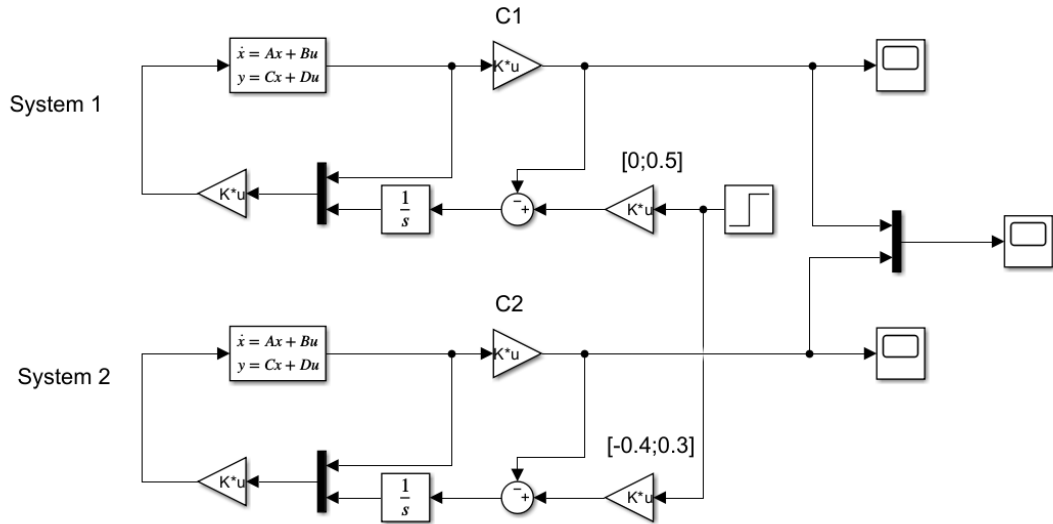 C1
ẋ = Ax + Bu
y = Cx + Du
K*u
System 1
[0;0.5]
K*u
1
s
−
+
K*u
C2
ẋ = Ax + Bu
y = Cx + Du
K*u
System 2
[-0.4;0.3]
K*u
1
s
−
+
K*u